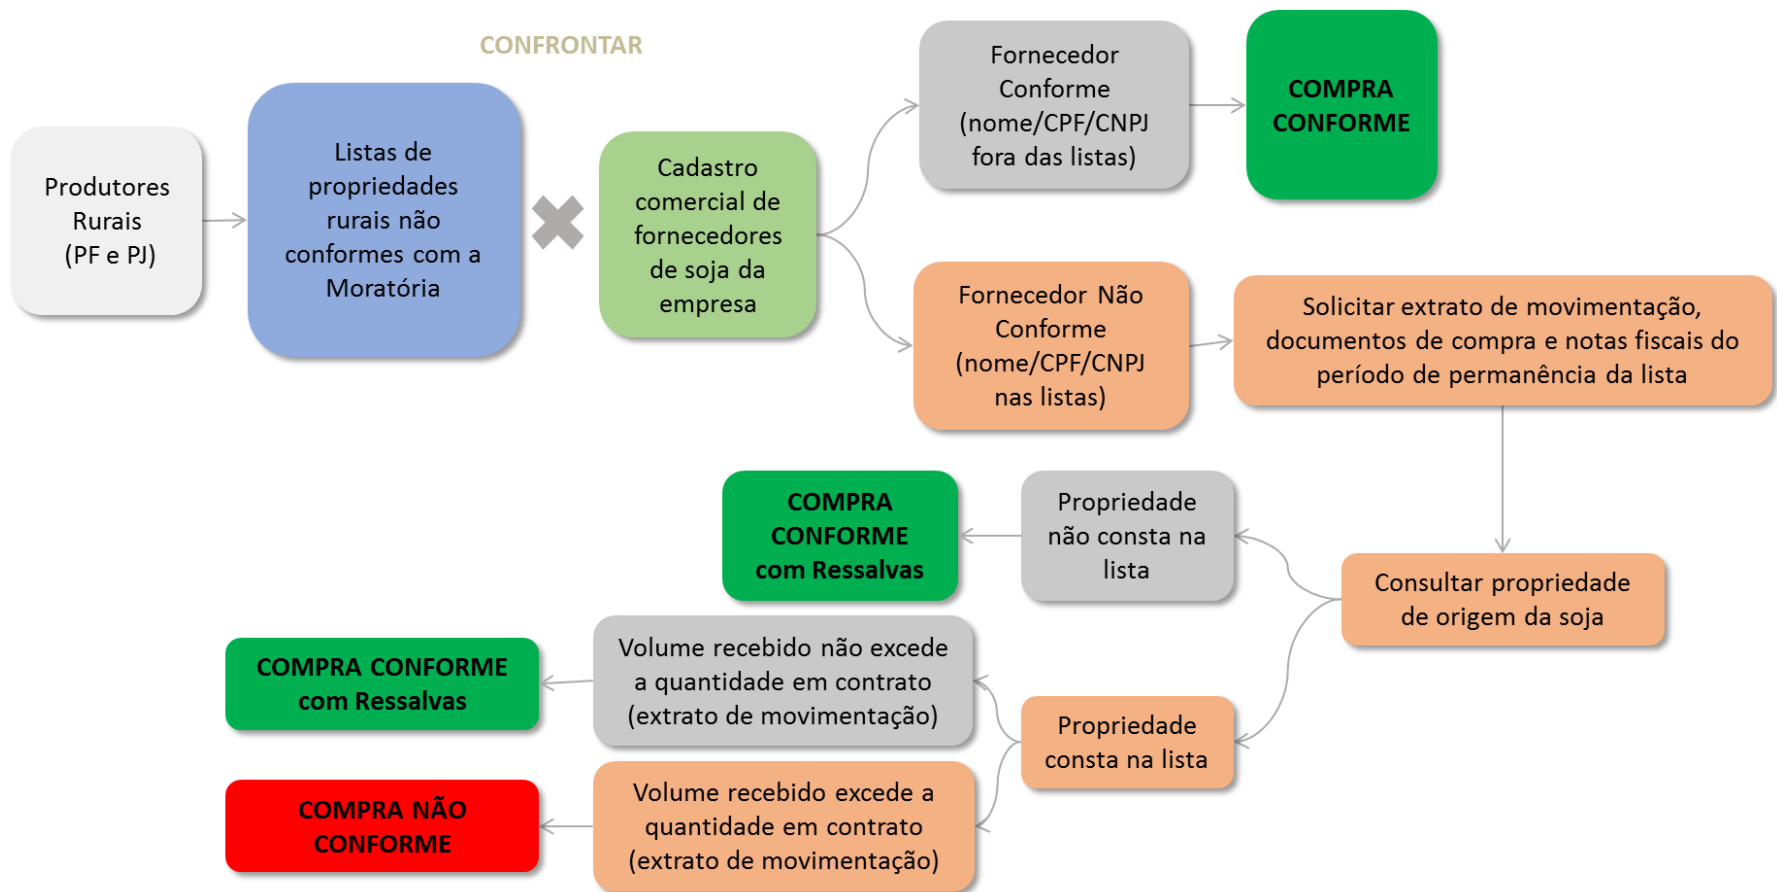 CONFRONTAR
Produtores
Rurais
(PF e PJ)
Listas de
propriedades
rurais não
conformes com a
Moratória
Cadastro
comercial de
fornecedores
de soja da
empresa
Fornecedor
Conforme
(nome/CPF/CNPJ
fora das listas)
COMPRA
CONFORME
Fornecedor Não
Conforme
(nome/CPF/CNPJ
nas listas)
Solicitar extrato de movimentação,
documentos de compra e notas fiscais do
período de permanência da lista
Consultar propriedade
de origem da soja
Propriedade
não consta na
lista
COMPRA
CONFORME
com Ressalvas
Propriedade
consta na lista
Volume recebido não excede
a quantidade em contrato
(extrato de movimentação)
COMPRA CONFORME
com Ressalvas
Volume recebido excede a
quantidade em contrato
(extrato de movimentação)
COMPRA NÃO
CONFORME